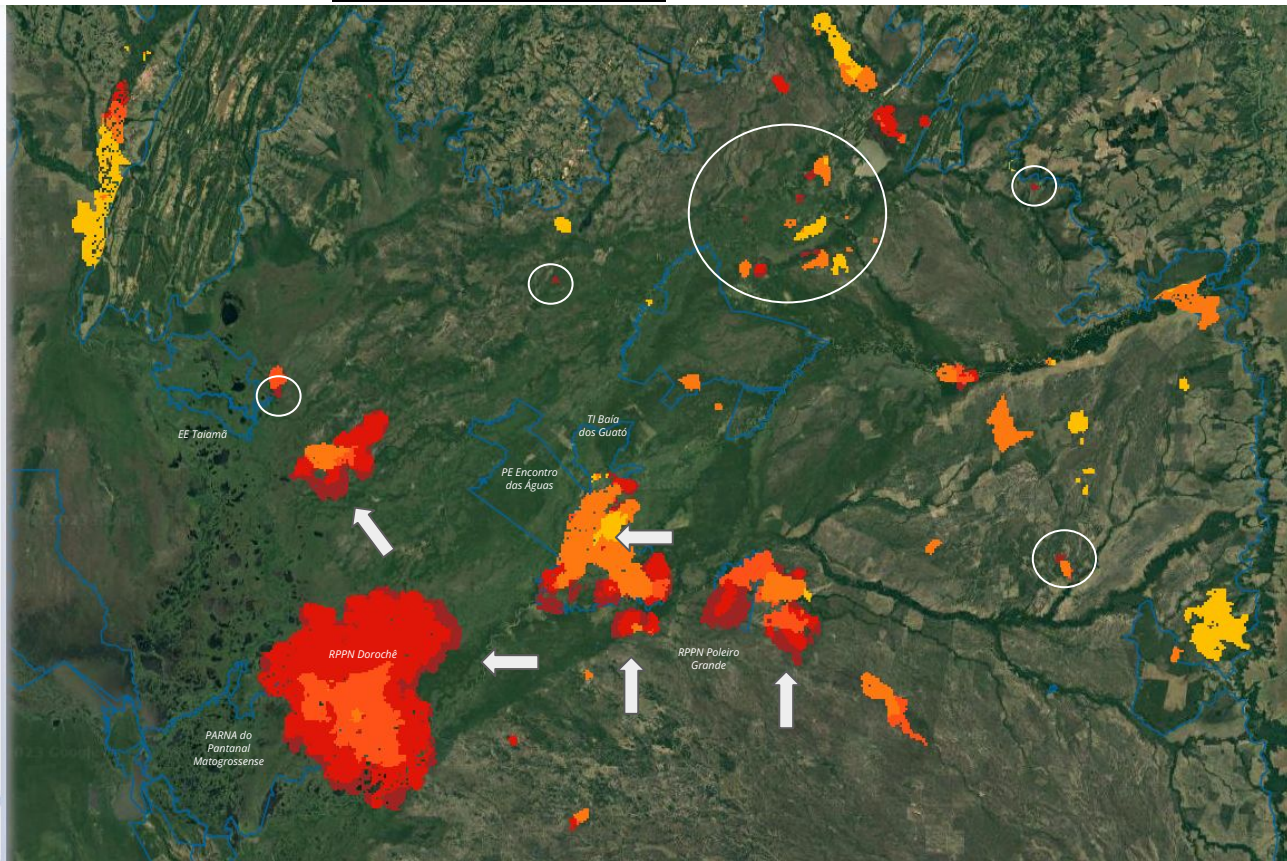 EE Taiamã
TI Baía
dos Guató
PE Encontro
das Águas
RPPN Dorochê
RPPN Poleiro
Grande
PARNA do
Pantanal
Matogrossense